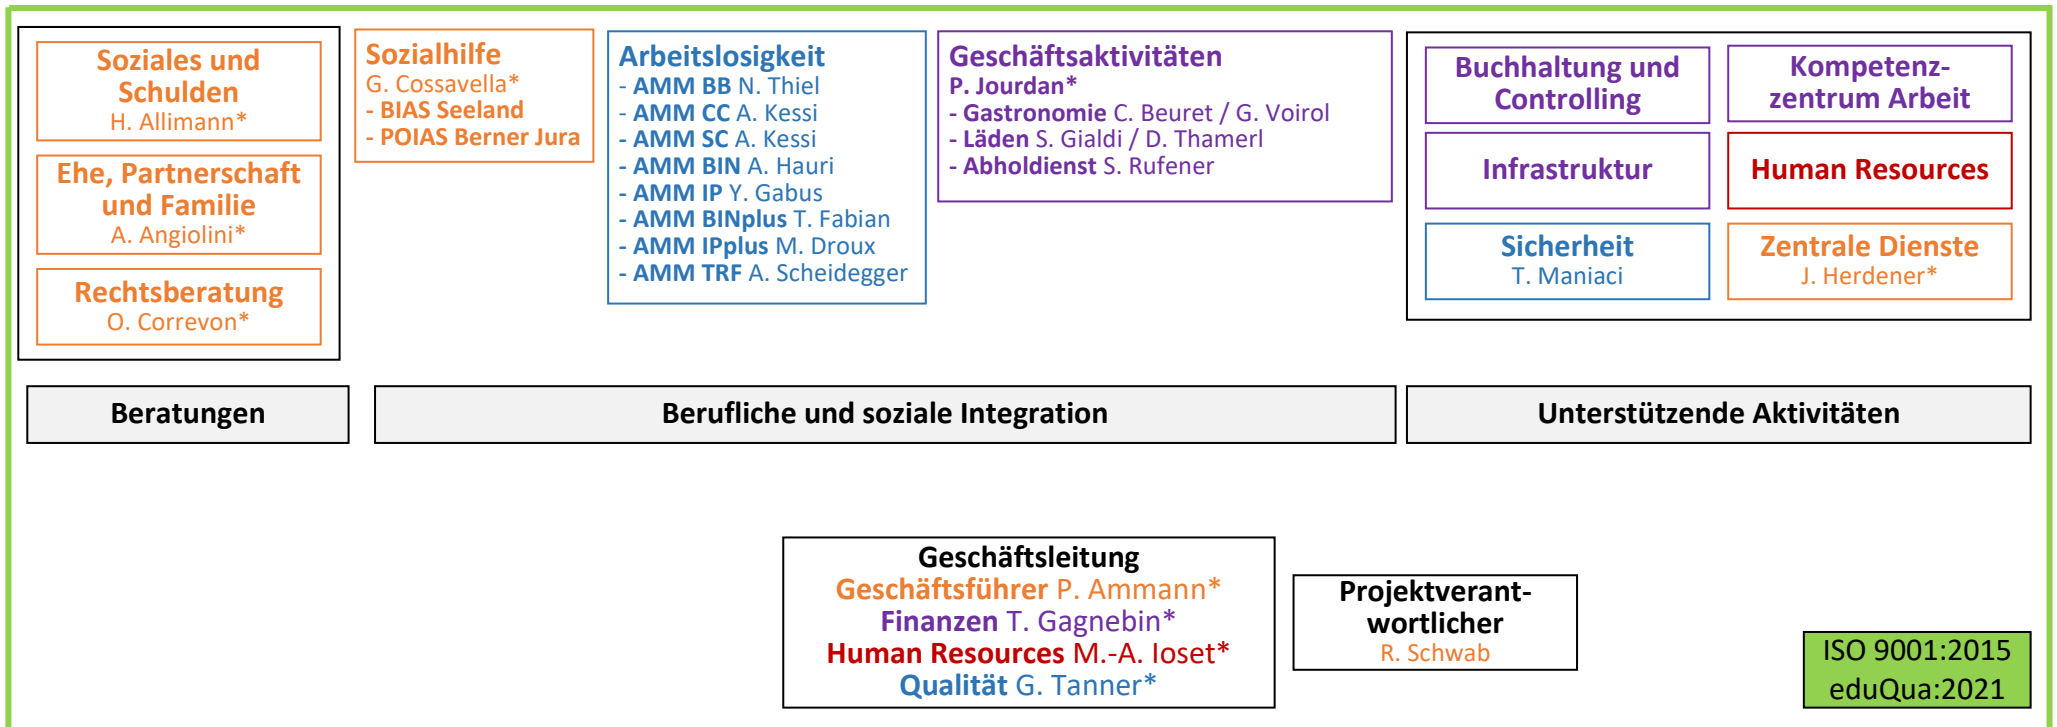 Soziales und
Schulden
H. Allimann*
Ehe, Partnerschaft
und Familie
A. Angiolini*
Rechtsberatung
O. Correvon*
Sozialhilfe
G. Cossavella*
- BIAS Seeland
- POIAS Berner Jura
Arbeitslosigkeit
- AMM BB N. Thiel
- AMM CC A. Kessi
- AMM SC A. Kessi
- AMM BIN A. Hauri
- AMM IP Y. Gabus
- AMM BINplus T. Fabian
- AMM IPplus M. Droux
- AMM TRF A. Scheidegger
Geschäftsaktivitäten
P. Jourdan*
- Gastronomie C. Beuret / G. Voirol
- Läden S. Gialdi / D. Thamerl
- Abholdienst S. Rufener
Buchhaltung und
Controlling
Kompetenz-
zentrum Arbeit
Infrastruktur
Human Resources
Sicherheit
T. Maniaci
Zentrale Dienste
J. Herdener*
Beratungen
Berufliche und soziale Integration
Unterstützende Aktivitäten
Geschäftsleitung
Geschäftsführer P. Ammann*
Finanzen T. Gagnebin*
Human Resources M.-A. Ioset*
Qualität G. Tanner*
Projektverant-
wortlicher
R. Schwab
ISO 9001:2015
eduQua:2021